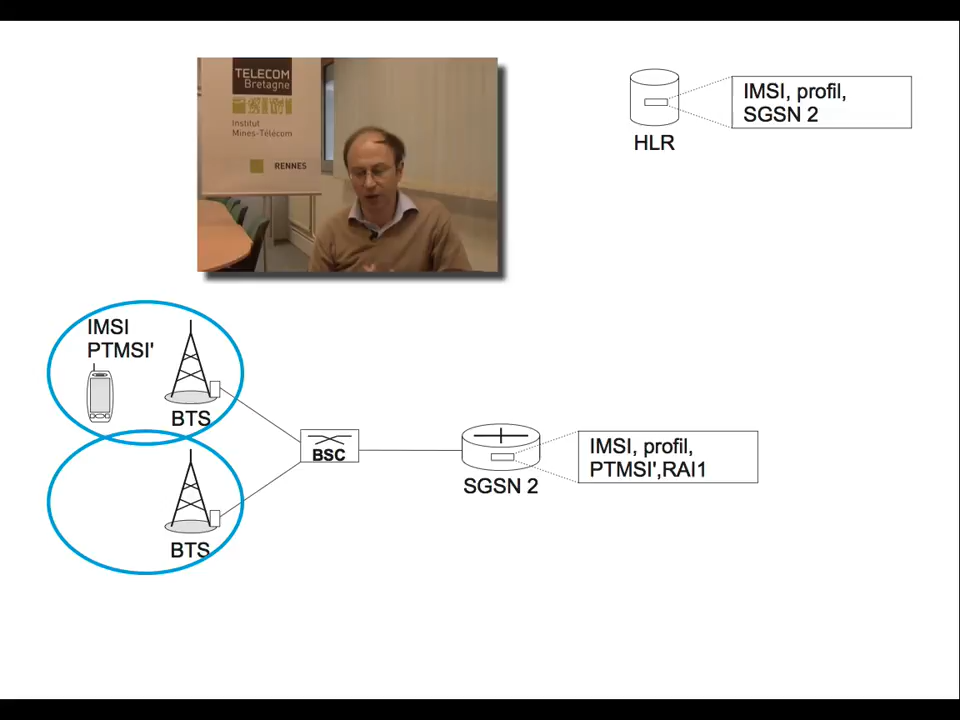 TELECOM
Bretagne
Institut
Mines-Télécom
RENNES
IMSI, profil,
SGSN 2
HLR
IMSI
PTMSI'
BTS
BSC
BTS
SGSN 2
IMSI, profil,
PTMSI',RAI1